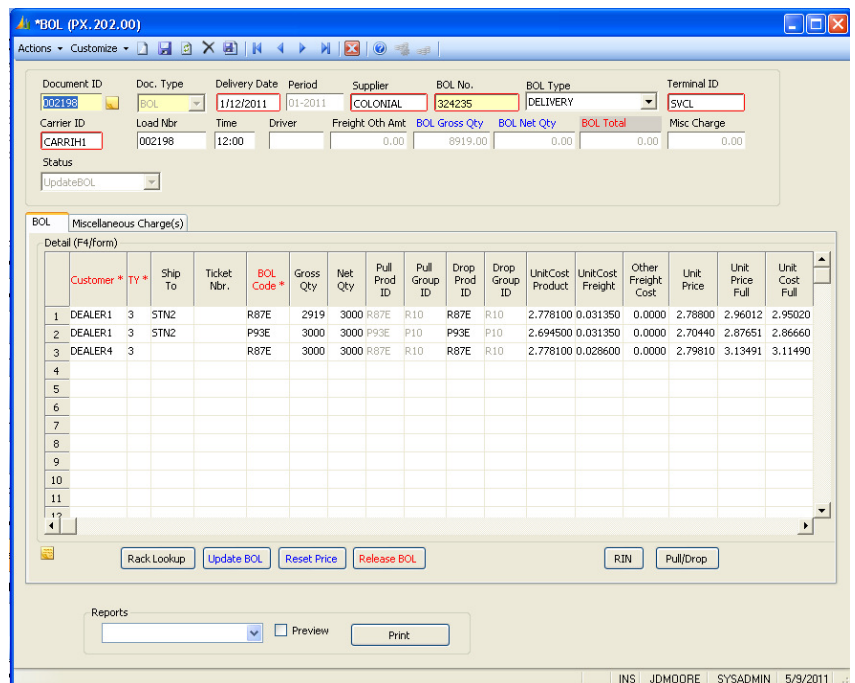 *BOL (PX.202.00)
Actions Customize
Document ID Doc. Type Delivery Date Period Supplier BOL No. BOL Type Terminal ID
002198 BOL 1/12/2011 01-2011 COLONIAL 324235 DELIVERY SVCL
Carrier ID Load Nbr Time Driver Freight Oth Amt BOL Gross Qty BOL Net Qty BOL Total Misc Charge
CARRIH1 002198 12:00 0.00 8919.00 0.00 0.00 0.00
Status
UpdateBOL
BOL Miscellaneous Charge(s)
Detail (F4/form)
Customer * TY * Ship To Ticket Nbr. BOL Code * Gross Qty Net Qty Pull Prod ID Pull Group ID Drop Prod ID Drop Group ID UnitCost Product UnitCost Freight Other Freight Cost Unit Price Unit Price Full Unit Cost Full
1 DEALER1 3 STN2 R87E 2919 3000 R87E R10 R87E R10 2.778100 0.031350 0.0000 2.78800 2.96012 2.95020
2 DEALER1 3 STN2 P93E 3000 3000 P93E P10 P93E P10 2.694500 0.031350 0.0000 2.70440 2.87651 2.86660
3 DEALER4 3 R87E 3000 3000 R87E R10 R87E R10 2.778100 0.028600 0.0000 2.79810 3.13491 3.11490
4
5
6
7
8
9
10
11
12
Rack Lookup Update BOL Reset Price Release BOL RIN Pull/Drop
Reports
Preview Print
INS JDMOORE SYSADMIN 5/9/2011